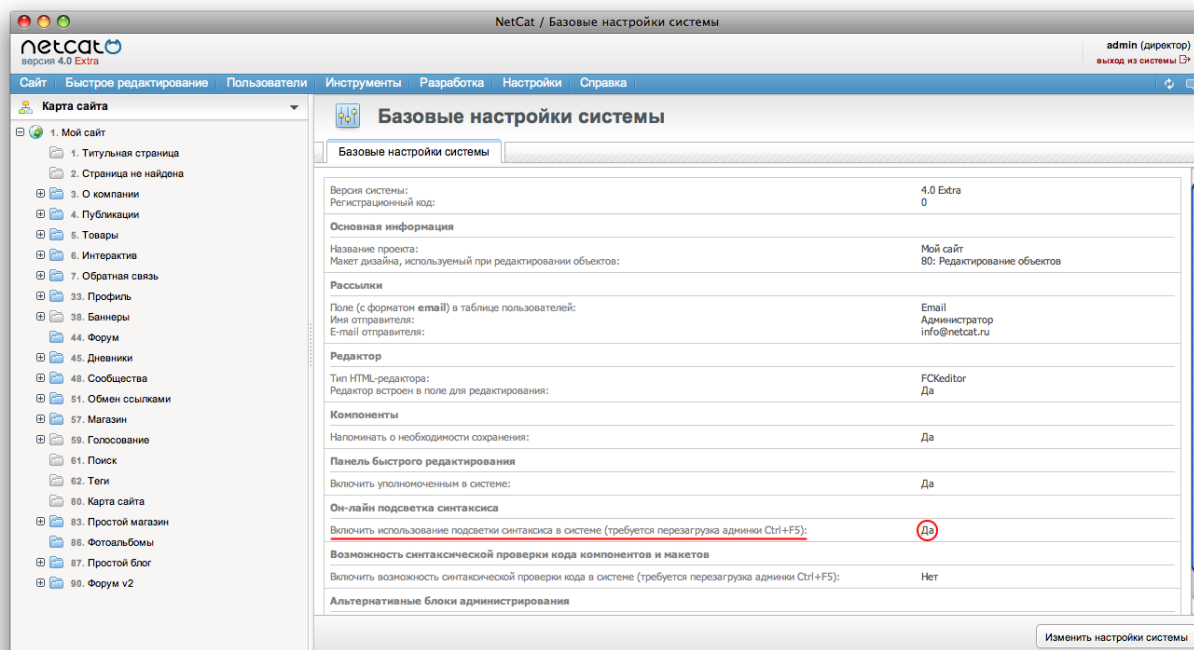 NetCat / Базовые настройки системы
netcat
версия 4.0 Extra
admin (директор)
выход из системы
Сайт Быстрое редактирование Пользователи Инструменты Разработка Настройки Справка
Карта сайта
1. Мой сайт
1. Титульная страница
2. Страница не найдена
3. О компании
4. Публикации
5. Товары
6. Интерактив
7. Обратная связь
33. Профиль
38. Баннеры
44. Форум
45. Дневники
48. Сообщества
51. Обмен ссылками
57. Магазин
59. Голосование
61. Поиск
62. Теги
80. Карта сайта
83. Простой магазин
86. Фотоальбомы
87. Простой блог
90. Форум v2
Базовые настройки системы
Базовые настройки системы
Версия системы: 4.0 Extra
Регистрационный код: 0
Основная информация
Название проекта: Мой сайт
Макет дизайна, используемый при редактировании объектов: 80: Редактирование объектов
Рассылки
Поле (с форматом email) в таблице пользователей: Email
Имя отправителя: Администратор
E-mail отправителя: info@netcat.ru
Редактор
Тип HTML-редактора: FCKeditor
Редактор встроен в поле для редактирования: Да
Компоненты
Напоминать о необходимости сохранения: Да
Панель быстрого редактирования
Включить уполномоченным в системе: Да
Он-лайн подсветка синтаксиса
Включить использование подсветки синтаксиса в системе (требуется перезагрузка админки Ctrl+F5): Да
Возможность синтаксической проверки кода компонентов и макетов
Включить возможность синтаксической проверки кода в системе (требуется перезагрузка админки Ctrl+F5): Нет
Альтернативные блоки администрирования
Изменить настройки системы